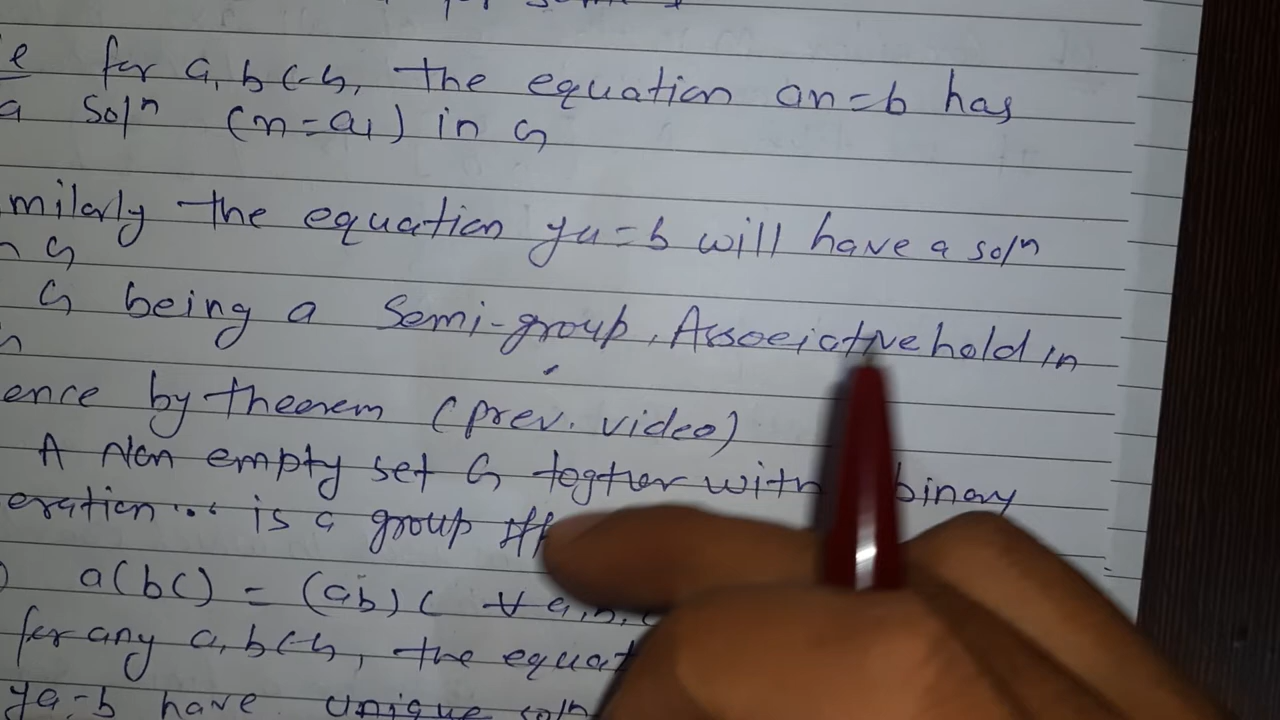 e for a, b ∈ G, the equation an = b has
a solⁿ (n = a₁) in G
milarly the equation ya = b will have a solⁿ
n G
G being a Semi-group, Associative hold in
ence by theorem (prev. video)
A Non empty set G togther with binary
eration '.' is a group iff
a(bc) = (ab)c ∀ a, b, c
for any a, b ∈ G, the equat
ya = b have unique solⁿ